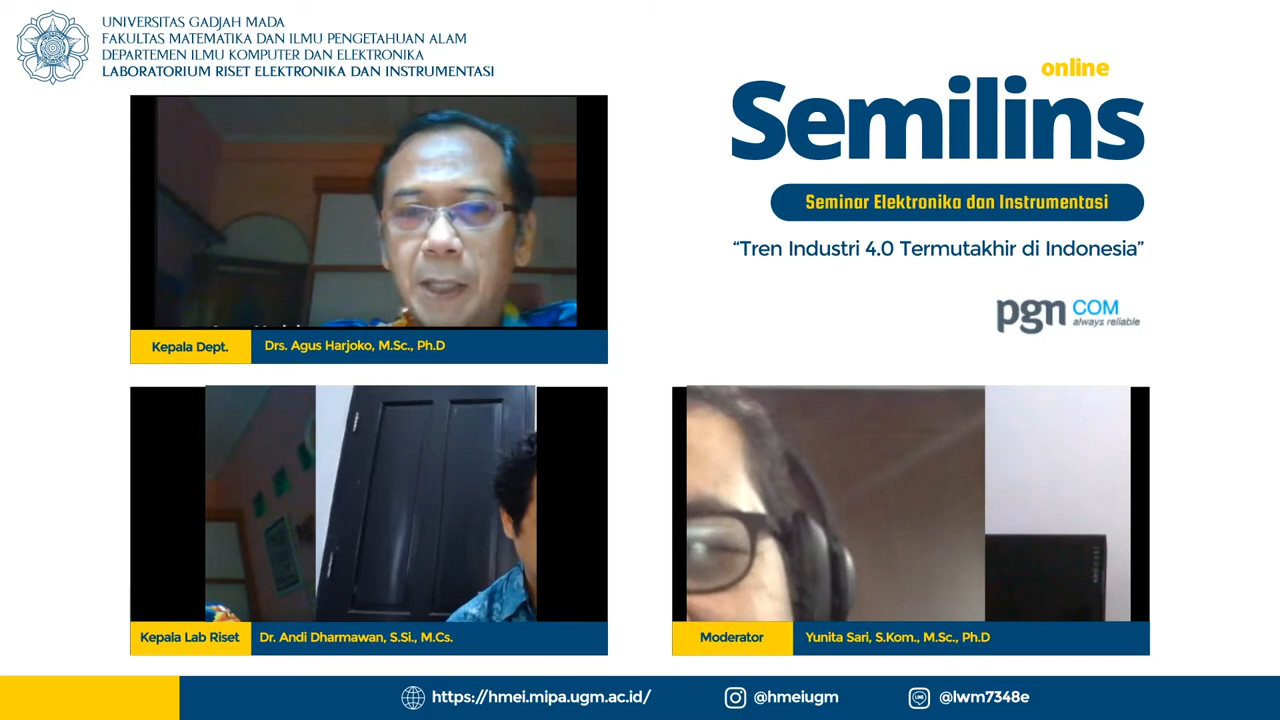 UNIVERSITAS GADJAH MADA
FAKULTAS MATEMATIKA DAN ILMU PENGETAHUAN ALAM
DEPARTEMEN ILMU KOMPUTER DAN ELEKTRONIKA
LABORATORIUM RISET ELEKTRONIKA DAN INSTRUMENTASI
online
Semilins
Seminar Elektronika dan Instrumentasi
“Tren Industri 4.0 Termutakhir di Indonesia”
pgn COM
always reliable
Kepala Dept. Drs. Agus Harjoko, M.Sc., Ph.D
Kepala Lab Riset Dr. Andi Dharmawan, S.Si., M.Cs.
Moderator Yunita Sari, S.Kom., M.Sc., Ph.D
https://hmei.mipa.ugm.ac.id/ @hmeiugm @lwm7348e